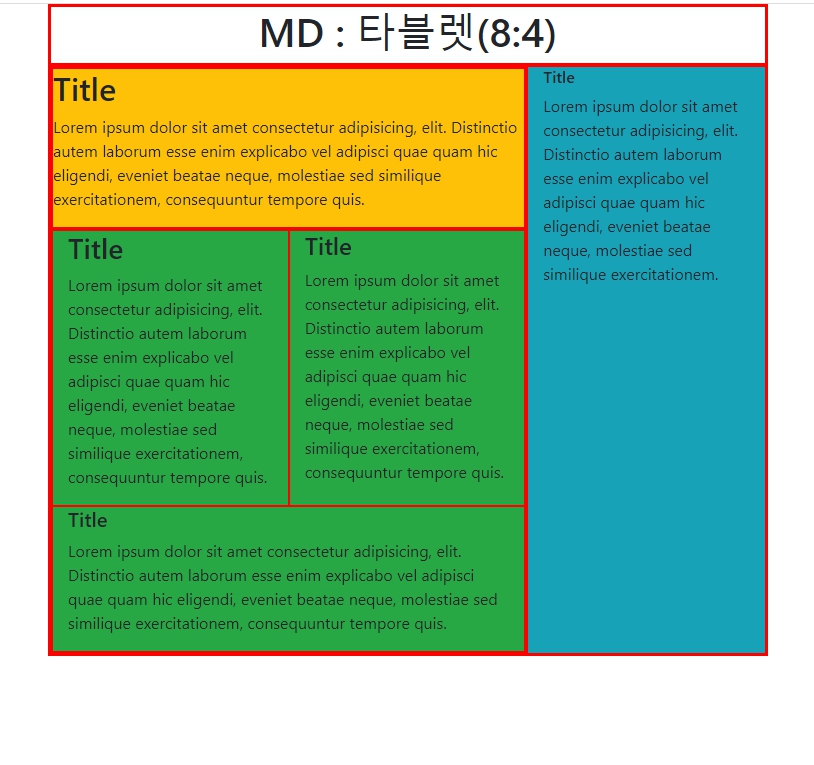 MD : 타블렛(8:4)
Title
Lorem ipsum dolor sit amet consectetur adipisicing, elit. Distinctio
autem laborum esse enim explicabo vel adipisci quae quam hic
eligendi, eveniet beatae neque, molestiae sed similique
exercitationem, consequuntur tempore quis.
Title
Lorem ipsum dolor sit amet
consectetur adipisicing, elit.
Distinctio autem laborum
esse enim explicabo vel
adipisci quae quam hic
eligendi, eveniet beatae
neque, molestiae sed
similique exercitationem,
consequuntur tempore quis.
Title
Lorem ipsum dolor sit amet
consectetur adipisicing, elit.
Distinctio autem laborum
esse enim explicabo vel
adipisci quae quam hic
eligendi, eveniet beatae
neque, molestiae sed
similique exercitationem,
consequuntur tempore quis.
Title
Lorem ipsum dolor sit amet consectetur adipisicing, elit.
Distinctio autem laborum esse enim explicabo vel adipisci
quae quam hic eligendi, eveniet beatae neque, molestiae sed
similique exercitationem, consequuntur tempore quis.
Title
Lorem ipsum dolor sit amet
consectetur adipisicing, elit.
Distinctio autem laborum
esse enim explicabo vel
adipisci quae quam hic
eligendi, eveniet beatae
neque, molestiae sed
similique exercitationem.